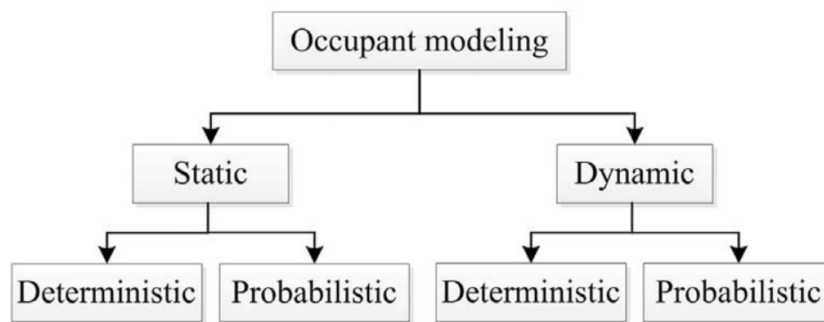 Occupant modeling
Static
Dynamic
Deterministic
Probabilistic
Deterministic
Probabilistic